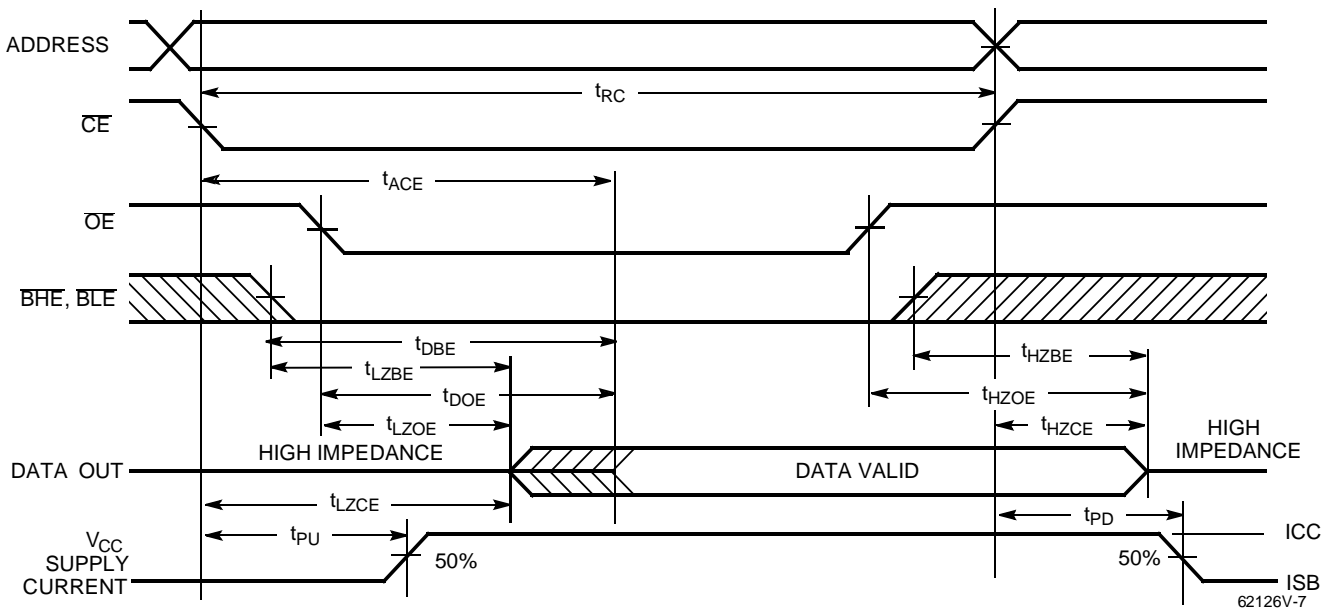 ADDRESS
tRC
CE
tACE
OE
BHE, BLE
tDBE
tHZBE
tLZBE
tDOE
tHZOE
tLZOE
tHZCE
HIGH IMPEDANCE
HIGH
IMPEDANCE
DATA OUT
DATA VALID
tLZCE
tPU
tPD
VCC
SUPPLY
CURRENT
50%
50%
ICC
ISB
62126V-7